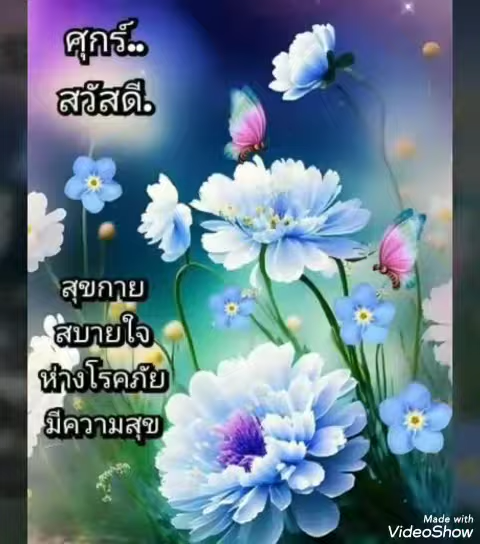 ศุกร์..
สวัสดี.
สุขกาย
สบายใจ
ห่างโรคภัย
มีความสุข
Made with
VideoShow